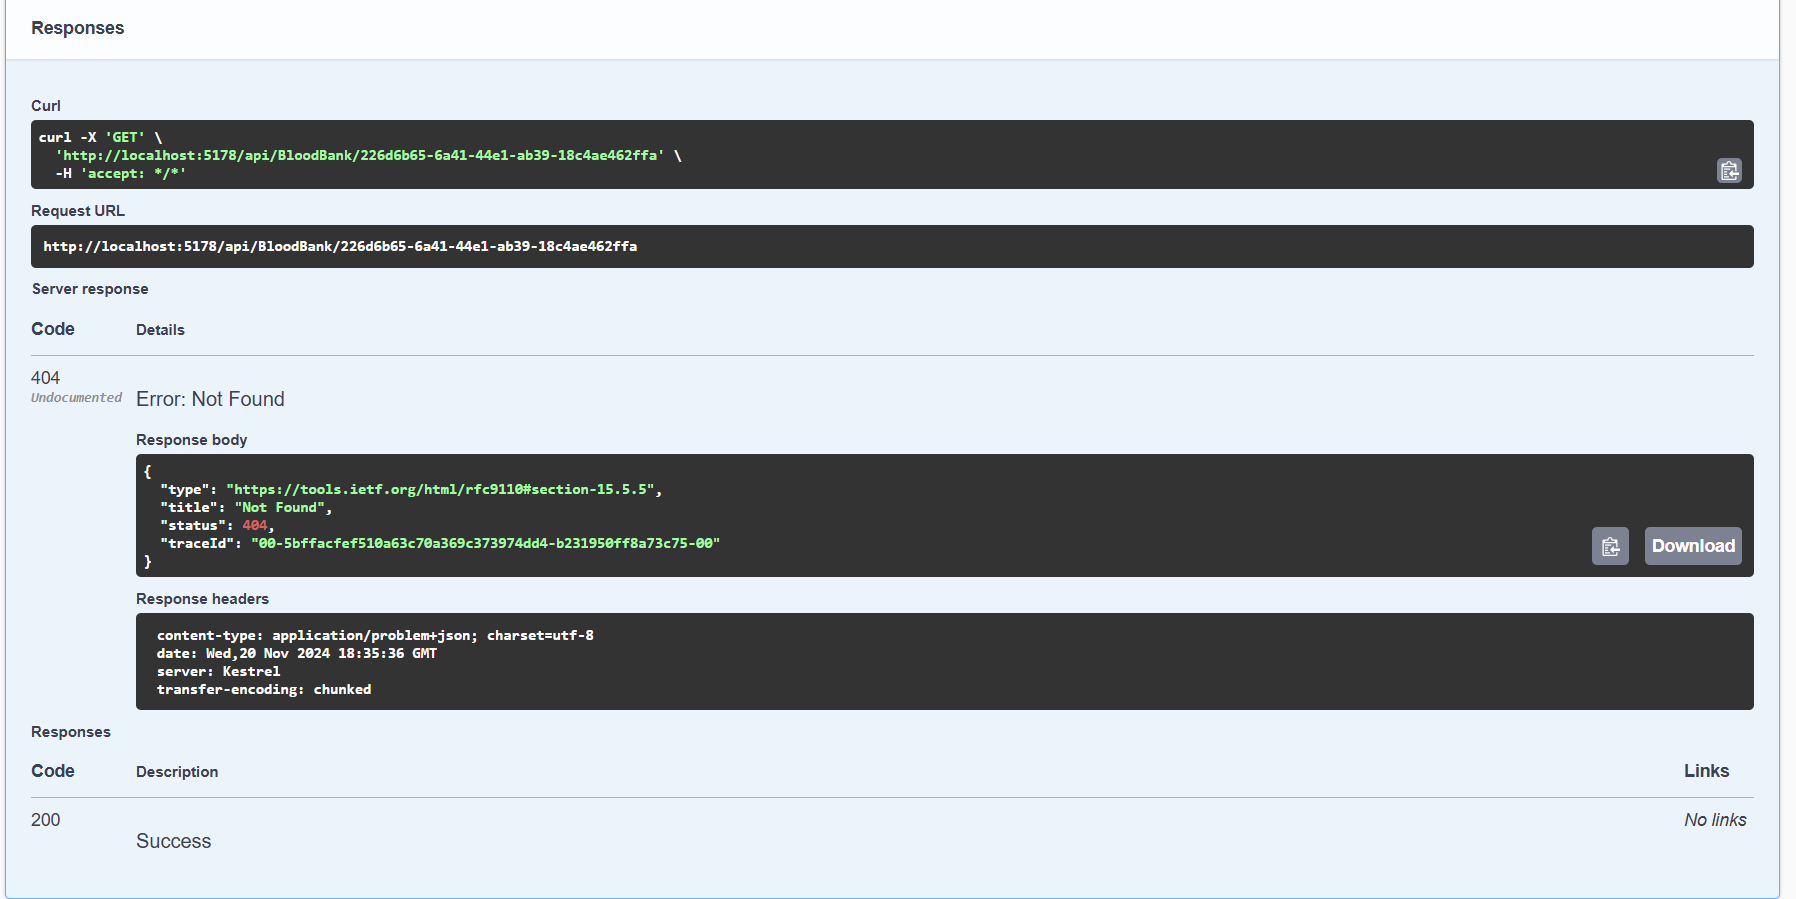 Responses
Curl
curl -X 'GET' \
'http://localhost:5178/api/BloodBank/226d6b65-6a41-44e1-ab39-18c4ae462ffa' \
-H 'accept: */*'
Request URL
http://localhost:5178/api/BloodBank/226d6b65-6a41-44e1-ab39-18c4ae462ffa
Server response
Code Details
404
Undocumented
Error: Not Found
Response body
{
"type": "https://tools.ietf.org/html/rfc9110#section-15.5.5",
"title": "Not Found",
"status": 404,
"traceId": "00-5bffacfef510a63c70a369c373974dd4-b231950ff8a73c75-00"
}
Download
Response headers
content-type: application/problem+json; charset=utf-8
date: Wed,20 Nov 2024 18:35:36 GMT
server: Kestrel
transfer-encoding: chunked
Responses
Code Description Links
200 No links
Success